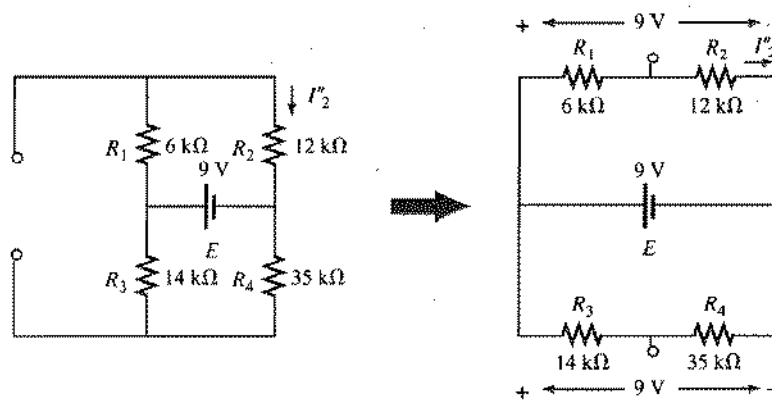 I"2
R1 6 kΩ R2 12 kΩ
9 V
E
R3 14 kΩ R4 35 kΩ
+ 9 V
R1 R2 I"2
6 kΩ 12 kΩ
9 V
E
R3 R4
14 kΩ 35 kΩ
+ 9 V